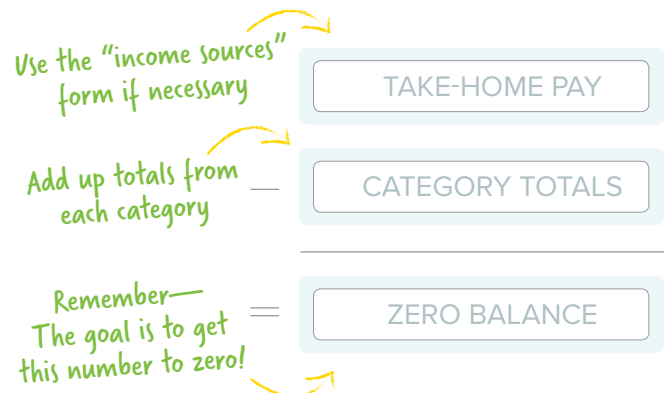 Use the “income sources”
form if necessary
TAKE-HOME PAY
Add up totals from
each category
—
CATEGORY TOTALS
Remember—
The goal is to get
this number to zero!
=
ZERO BALANCE